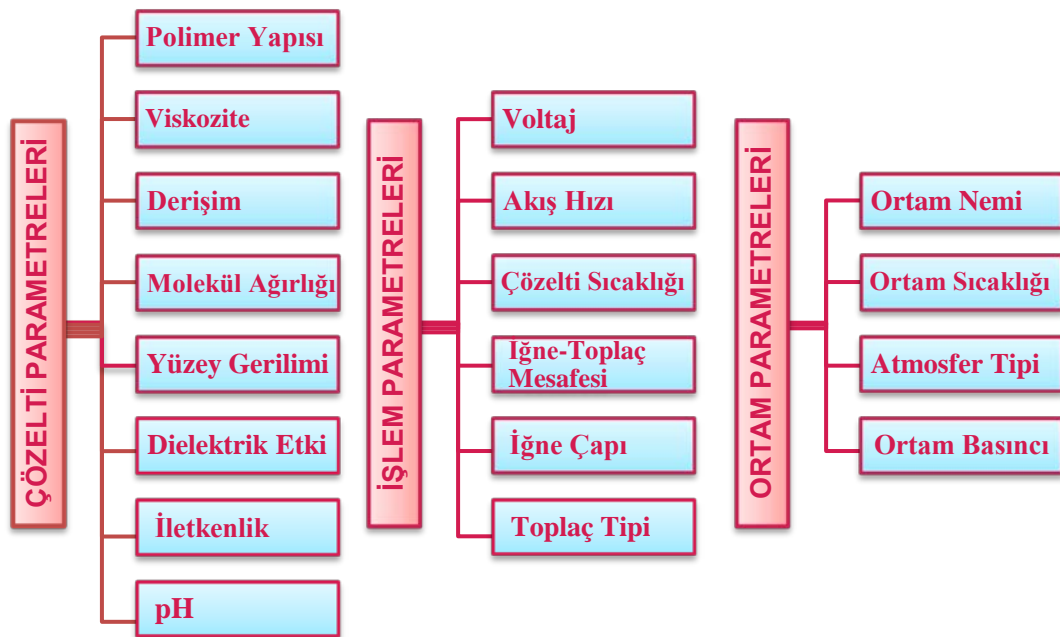 ÇÖZELTİ PARAMETRELERİ
Polimer Yapısı
Viskozite
Derişim
Molekül Ağırlığı
Yüzey Gerilimi
Dielektrik Etki
İletkenlik
pH
İŞLEM PARAMETRELERİ
Voltaj
Akış Hızı
Çözelti Sıcaklığı
İğne-Toplaç
Mesafesi
İğne Çapı
Toplaç Tipi
ORTAM PARAMETRELERİ
Ortam Nemi
Ortam Sıcaklığı
Atmosfer Tipi
Ortam Basıncı